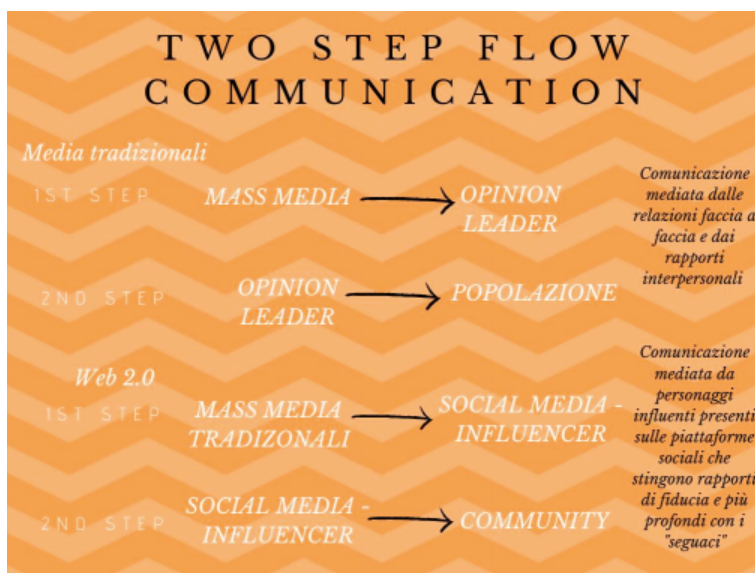 TWO STEP FLOW
COMMUNICATION
Media tradizionali
1ST STEP
MASS MEDIA
OPINION
LEADER
Comunicazione
mediata dalle
relazioni faccia a
faccia e dai
rapporti
interpersonali
2ND STEP
OPINION
LEADER
POPOLAZIONE
Web 2.0
1ST STEP
MASS MEDIA
TRADIZONALI
SOCIAL MEDIA -
INFLUENCER
Comunicazione
mediata da
personaggi
influenti presenti
sulle piattaforme
sociali che
stingono rapporti
di fiducia e più
profondi con i
"seguaci"
2ND STEP
SOCIAL MEDIA -
INFLUENCER
COMMUNITY